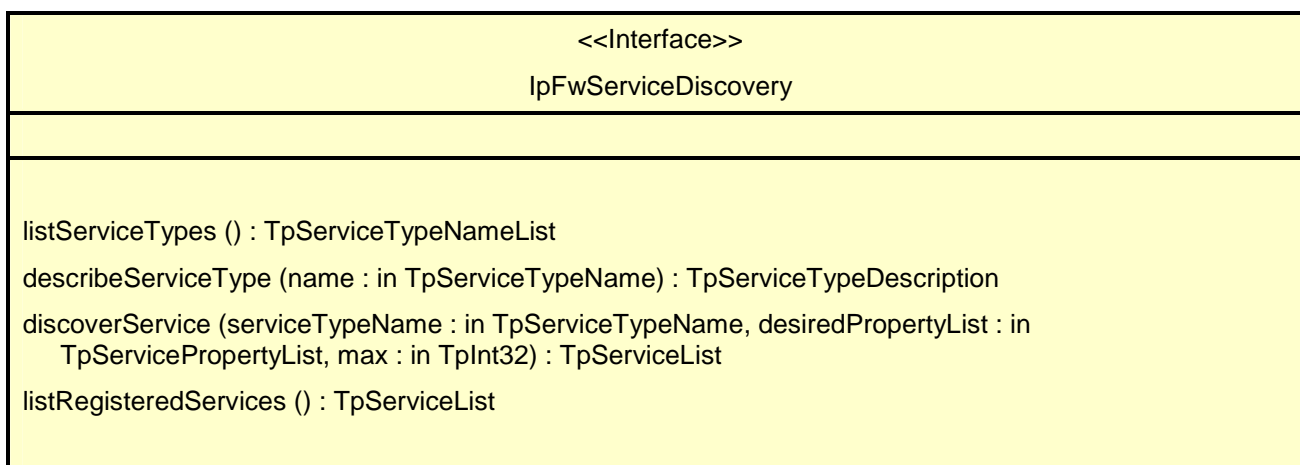 <<Interface>>
IpFwServiceDiscovery
listServiceTypes () : TpServiceTypeNameList
describeServiceType (name : in TpServiceTypeName) : TpServiceTypeDescription
discoverService (serviceTypeName : in TpServiceTypeName, desiredPropertyList : in
TpServicePropertyList, max : in TpInt32) : TpServiceList
listRegisteredServices () : TpServiceList